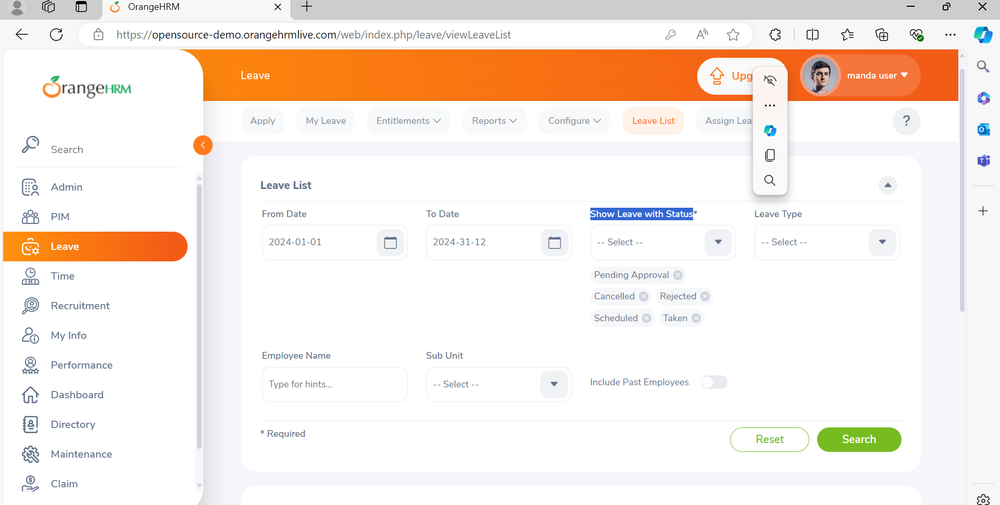 OrangeHRM
https://opensource-demo.orangehrmlive.com/web/index.php/leave/viewLeaveList
OrangeHRM
Leave
Upg
manda user
Apply
My Leave
Entitlements
Reports
Configure
Leave List
Assign Lea
?
Search
Admin
PIM
Leave
Time
Recruitment
My Info
Performance
Dashboard
Directory
Maintenance
Claim
Leave List
From Date
To Date
Show Leave with Status*
Leave Type
2024-01-01
2024-31-12
-- Select --
-- Select --
Pending Approval
Cancelled
Rejected
Scheduled
Taken
Employee Name
Sub Unit
Type for hints...
-- Select --
Include Past Employees
* Required
Reset
Search